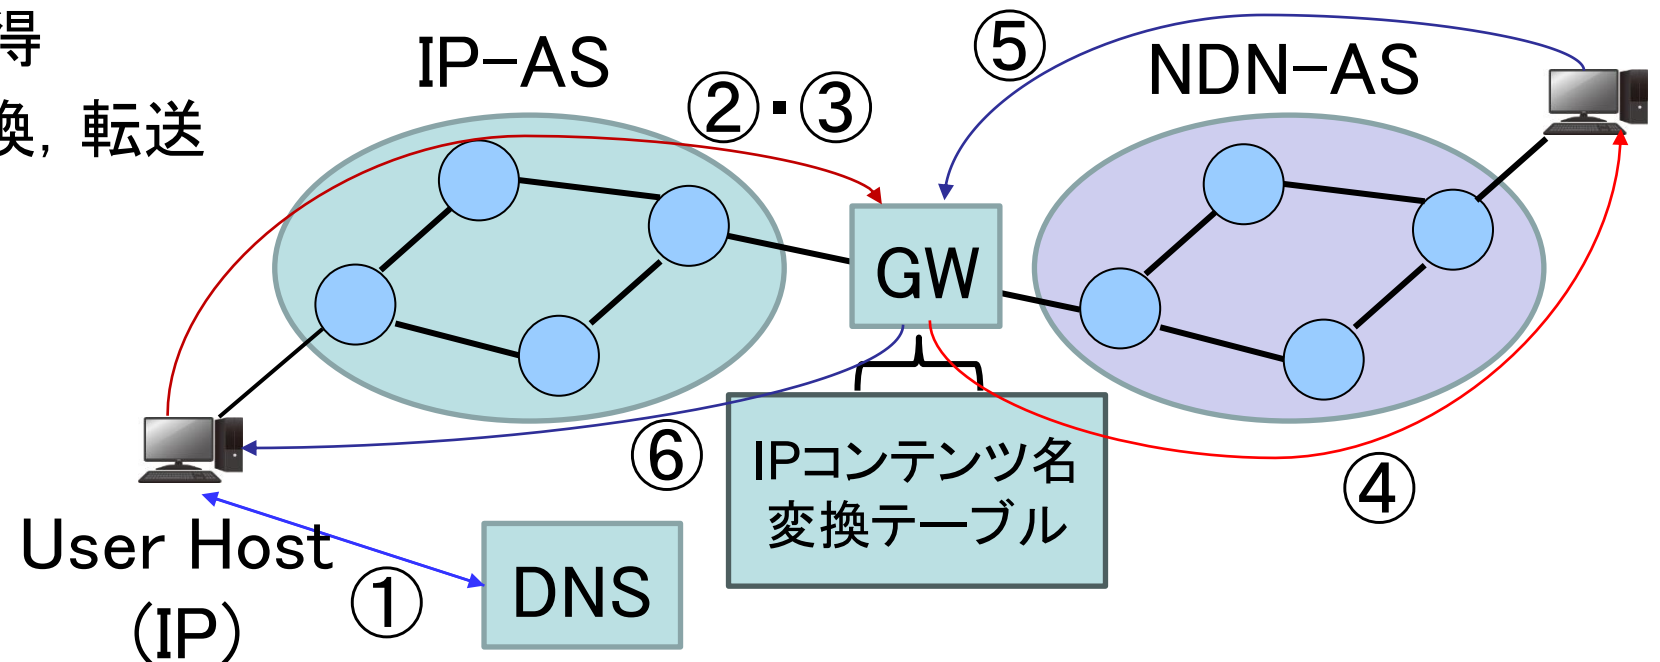 得
換，転送
IP-AS
②・③
⑤
NDN-AS
GW
IPコンテンツ名
変換テーブル
⑥
④
User Host
(IP)
①
DNS